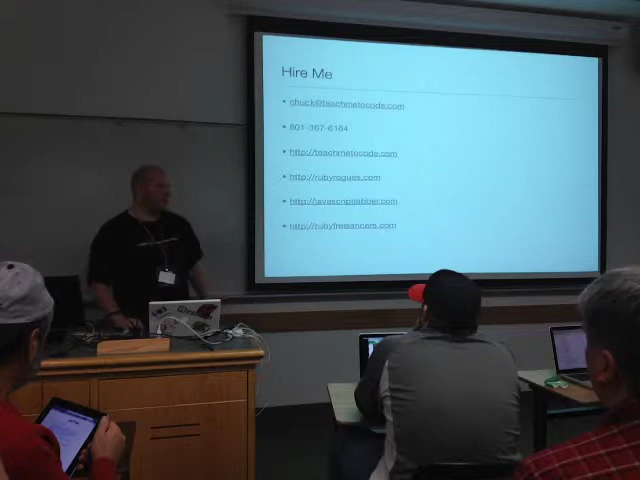 Hire Me
• chuck@teachmetocode.com
• 801-367-6184
• http://teachmetocode.com
• http://rubyrogues.com
• http://javascriptjabber.com
• http://rubyfreelancers.com